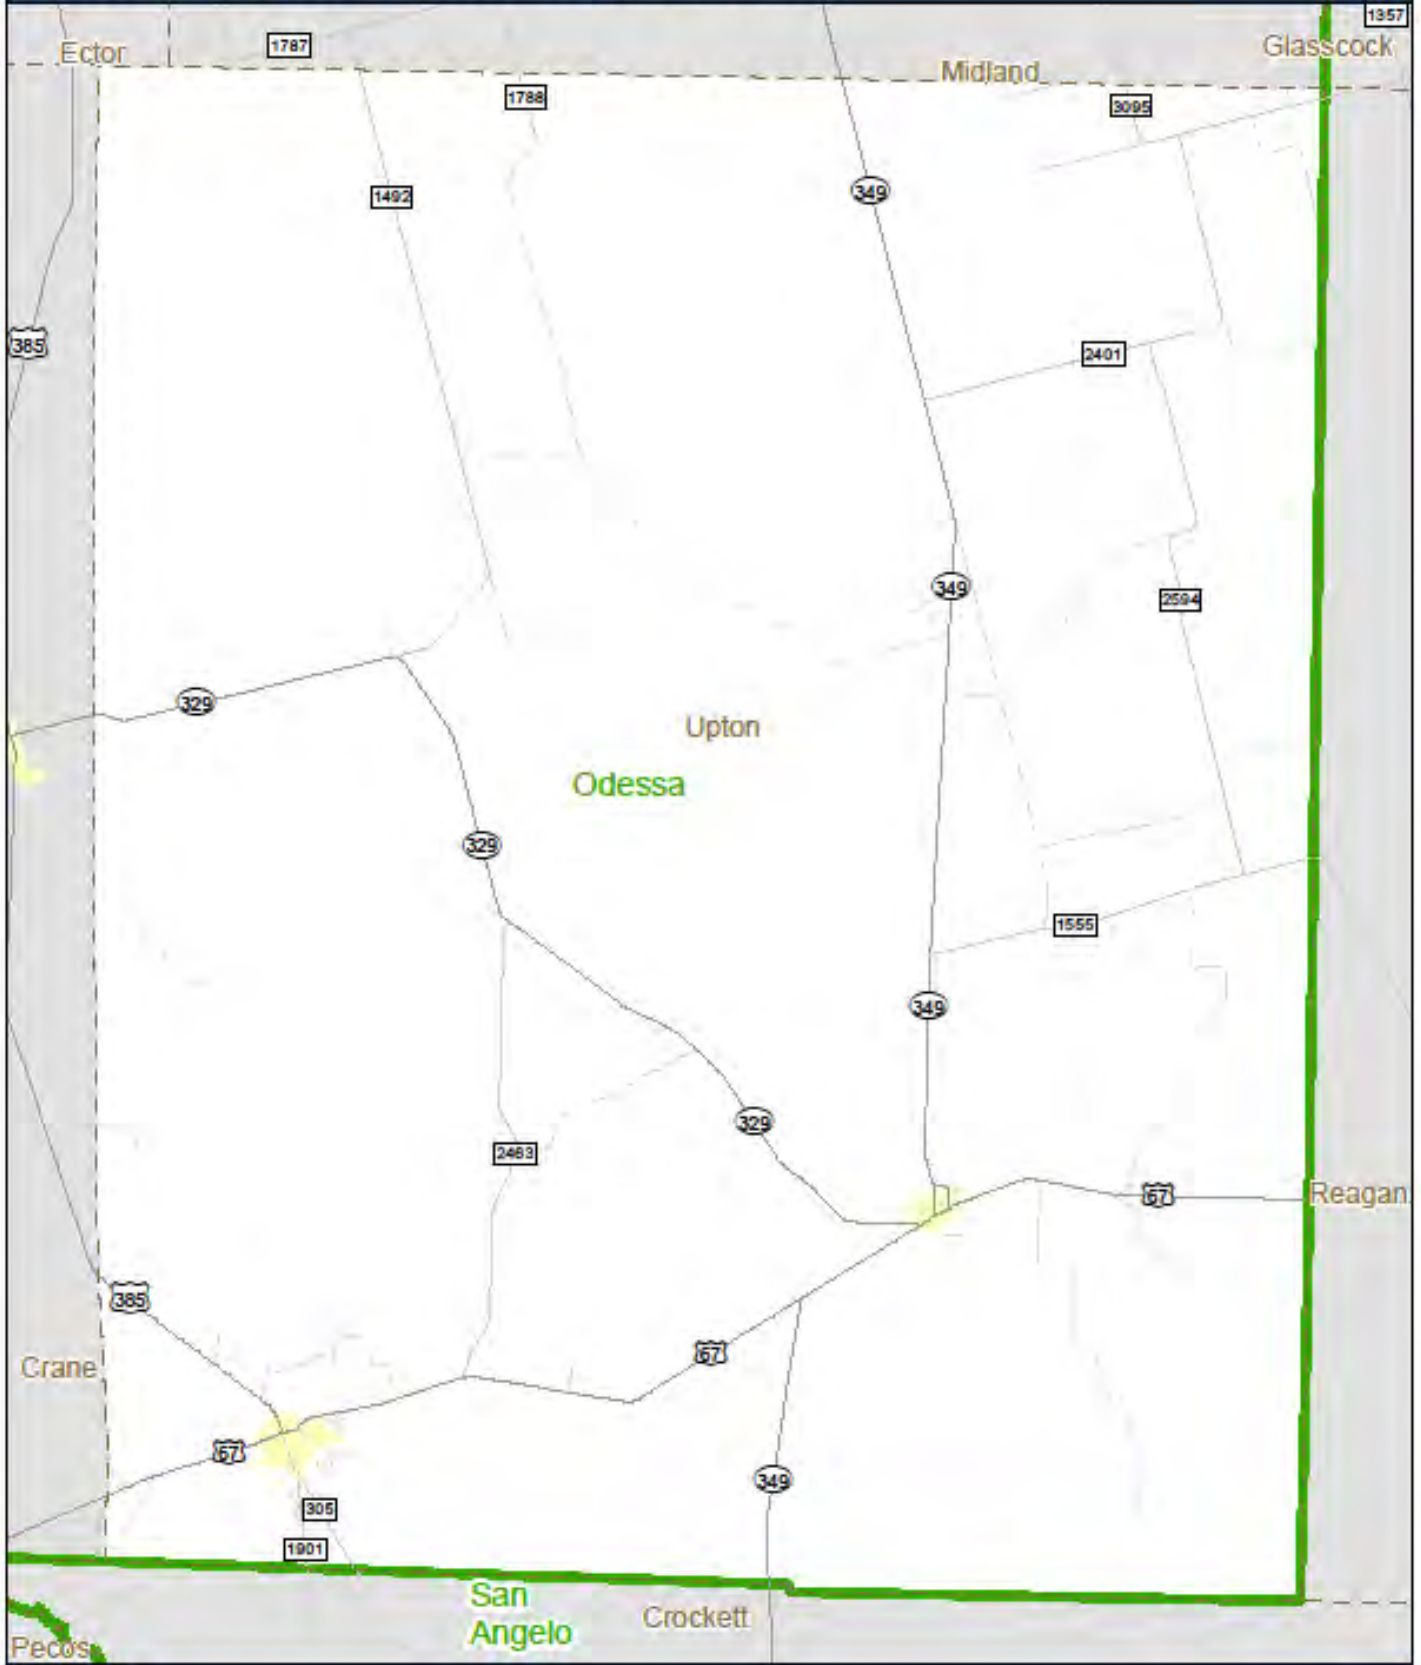 1357
Ector
1787
Glasscock
Midland
1788
3095
1492
349
385
2401
349
2594
329
Upton
Odessa
329
1555
349
329
2463
67
Reagan
385
67
Crane
67
349
305
1901
San
Angelo
Crockett
Pecos